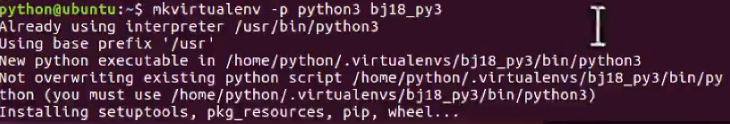 python@ubuntu:~$ mkvirtualenv -p python3 bj18_py3
Already using interpreter /usr/bin/python3
Using base prefix '/usr'
New python executable in /home/python/.virtualenvs/bj18_py3/bin/python3
Not overwriting existing python script /home/python/.virtualenvs/bj18_py3/bin/py
thon (you must use /home/python/.virtualenvs/bj18_py3/bin/python3)
Installing setuptools, pkg_resources, pip, wheel...